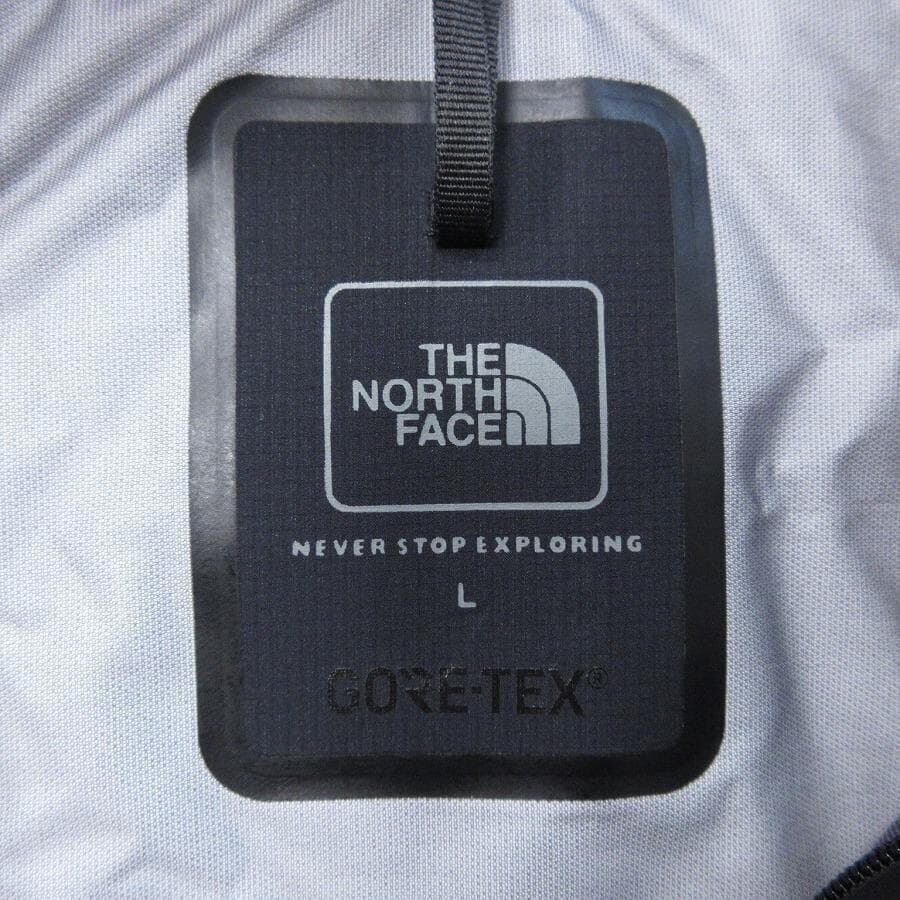 THE
NORTH
FACE
NEVER STOP EXPLORING
L
GORE-TEX®